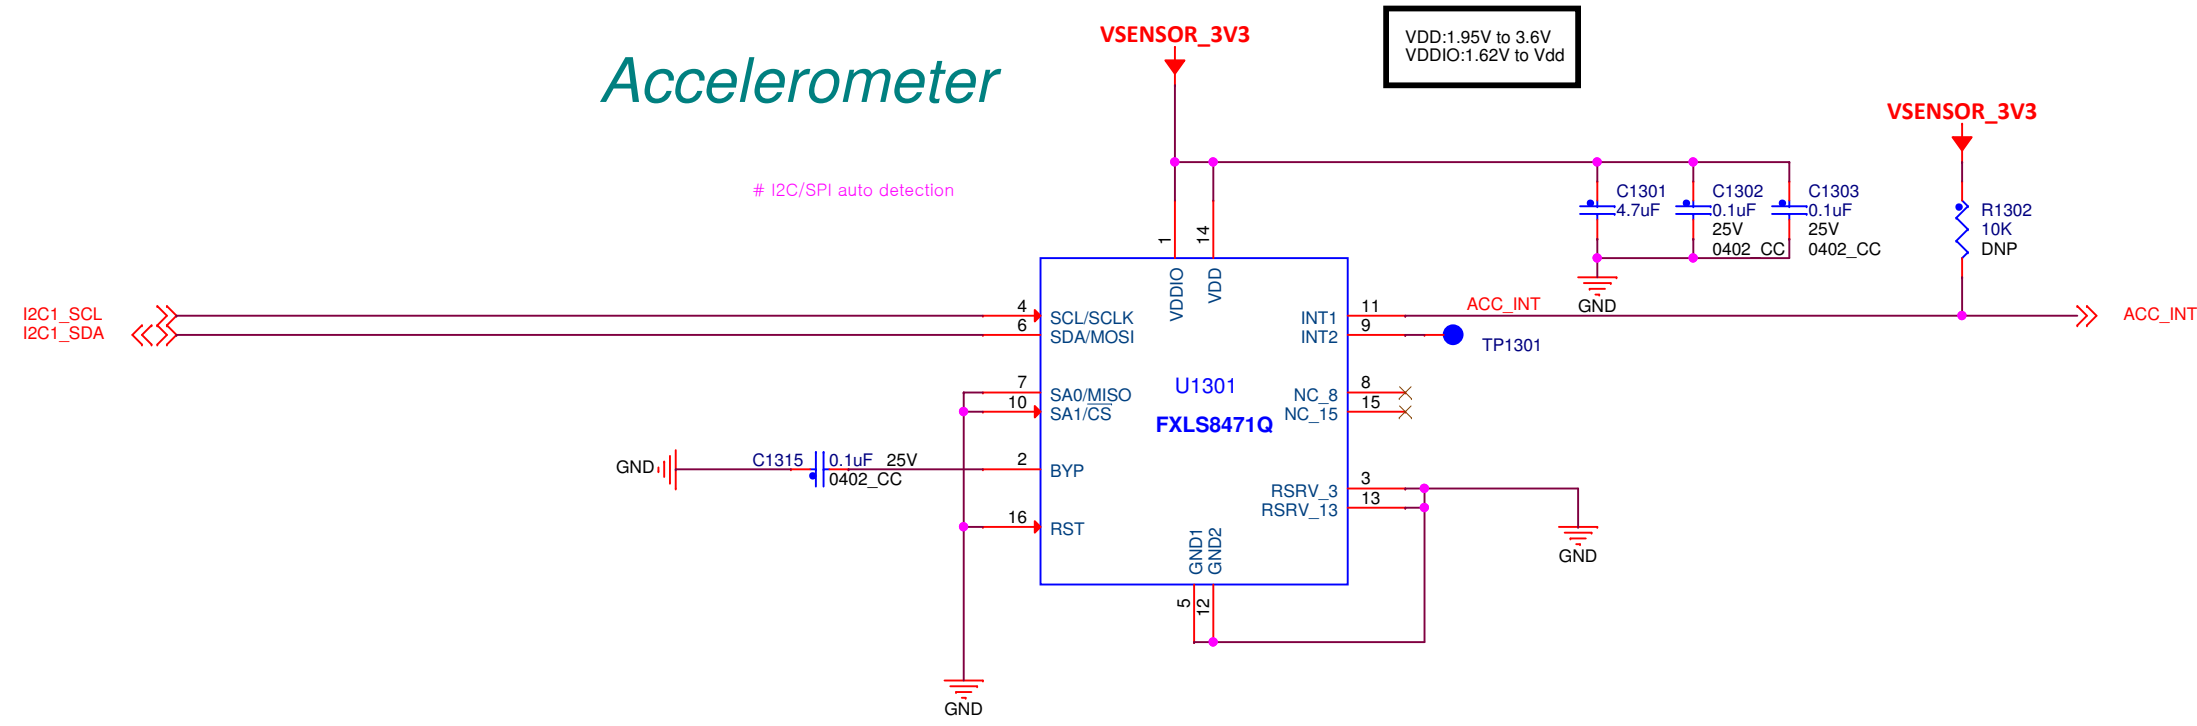 VSENSOR_3V3
VDD:1.95V to 3.6V
VDDIO:1.62V to Vdd
Accelerometer
VSENSOR_3V3
# I2C/SPI auto detection
C1301
4.7uF
C1302
0.1uF
25V
0402_CC
C1303
0.1uF
25V
0402_CC
R1302
10K
DNP
1
14
VDDIO
VDD
GND
I2C1_SCL
I2C1_SDA
4
SCL/SCLK
6
SDA/MOSI
INT1
11
ACC_INT
ACC_INT
INT2
9
TP1301
7
SA0/MISO
10
SA1/CS
U1301
FXLS8471Q
NC_8
8
NC_15
15
GND
C1315
0.1uF 25V
0402_CC
2
BYP
16
RST
RSRV_3
3
RSRV_13
13
GND
GND1
GND2
5
12
GND